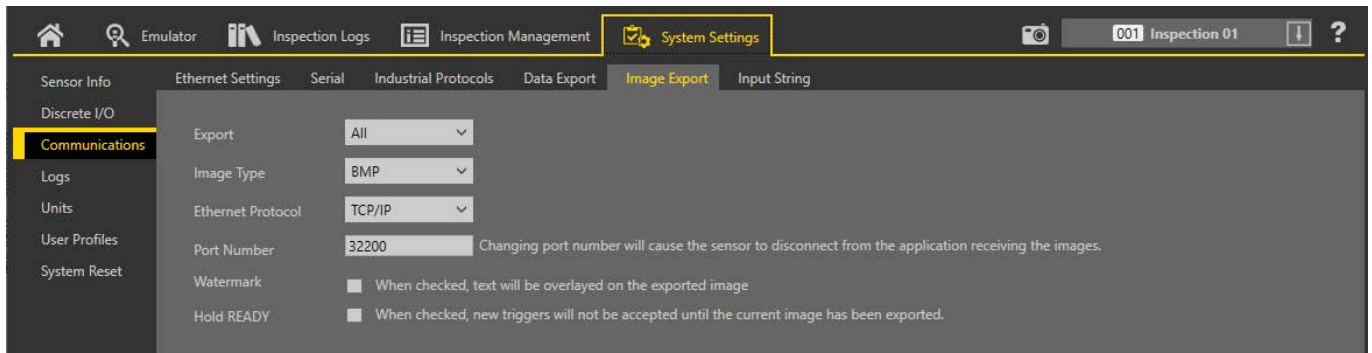 Emulator Inspection Logs Inspection Management System Settings 001 Inspection 01 ?
Sensor Info
Discrete I/O
Communications
Logs
Units
User Profiles
System Reset
Ethernet Settings Serial Industrial Protocols Data Export Image Export Input String
Export All
Image Type BMP
Ethernet Protocol TCP/IP
Port Number 32200 Changing port number will cause the sensor to disconnect from the application receiving the images.
Watermark When checked, text will be overlayed on the exported image
Hold READY When checked, new triggers will not be accepted until the current image has been exported.